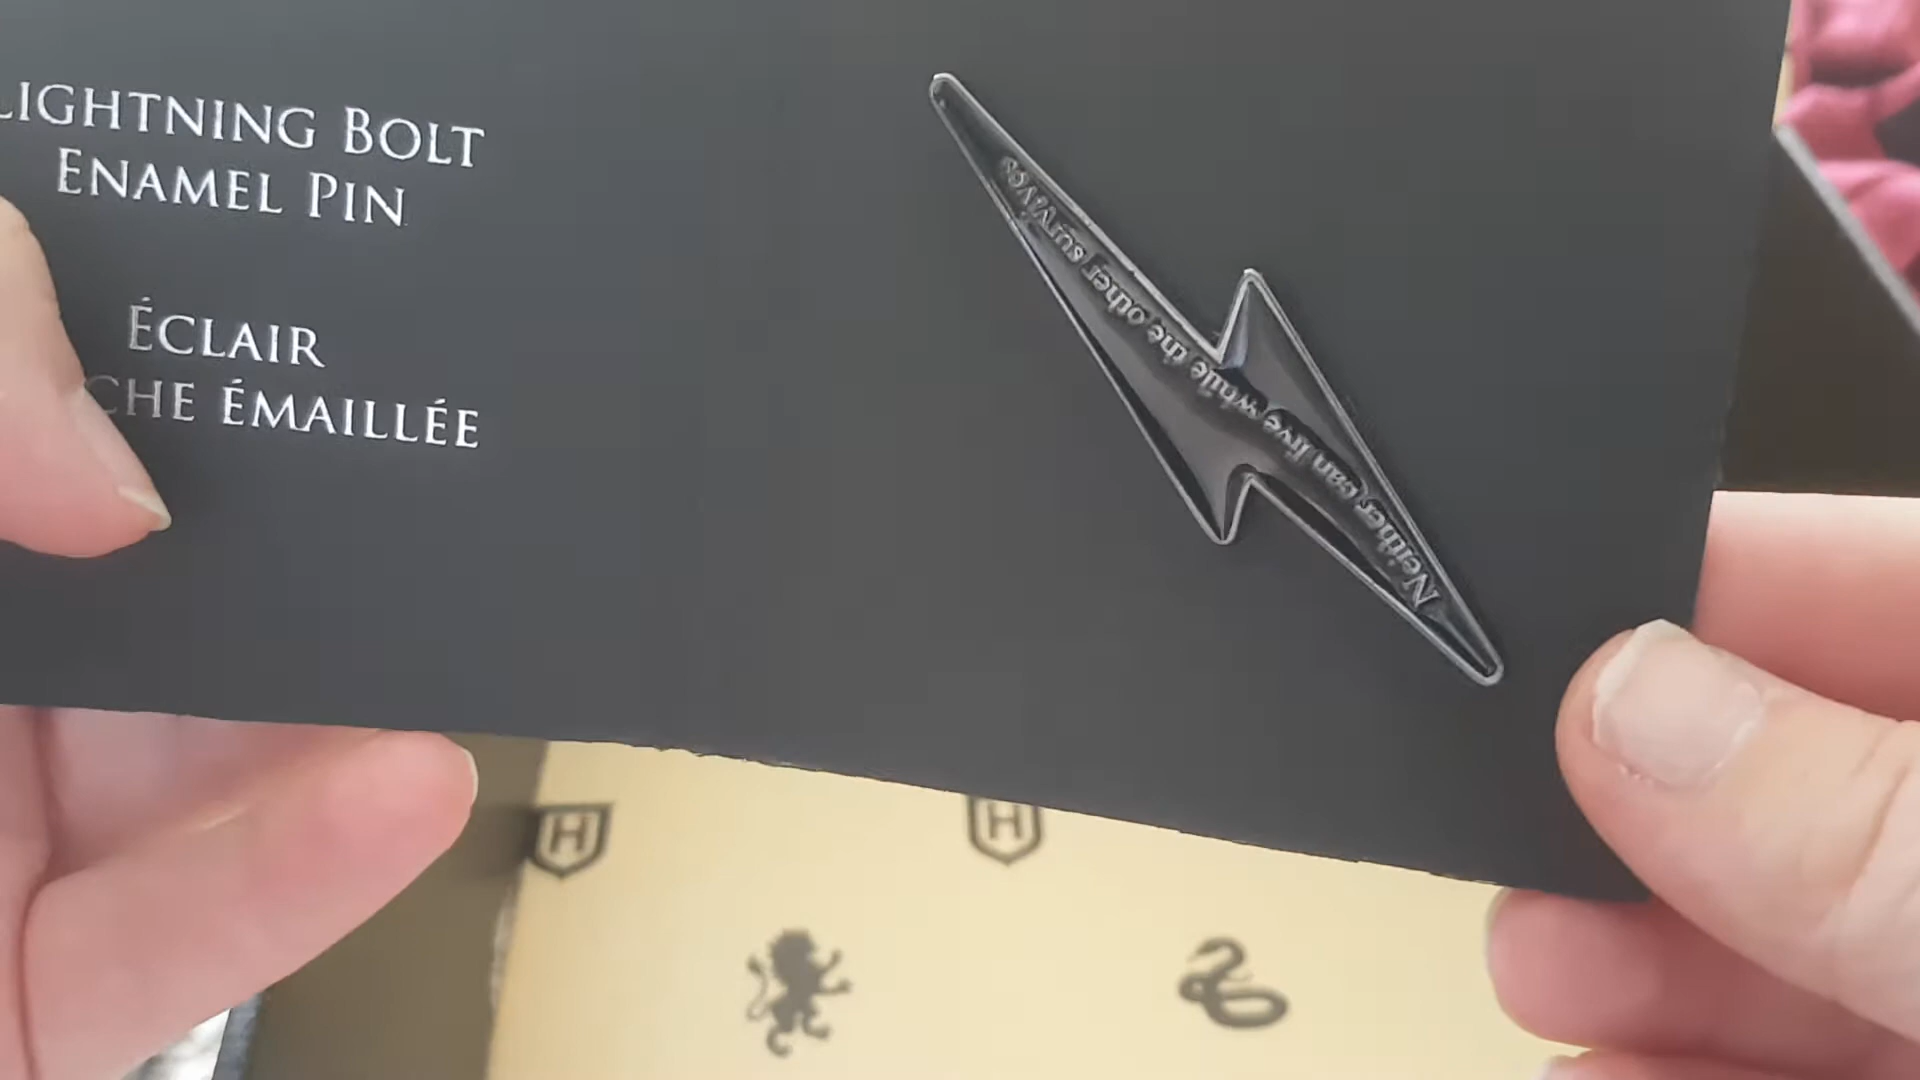 LIGHTNING BOLT
ENAMEL PIN
ÉCLAIR
CHE ÉMAILLÉE
Neither can live while the other survives
H
H